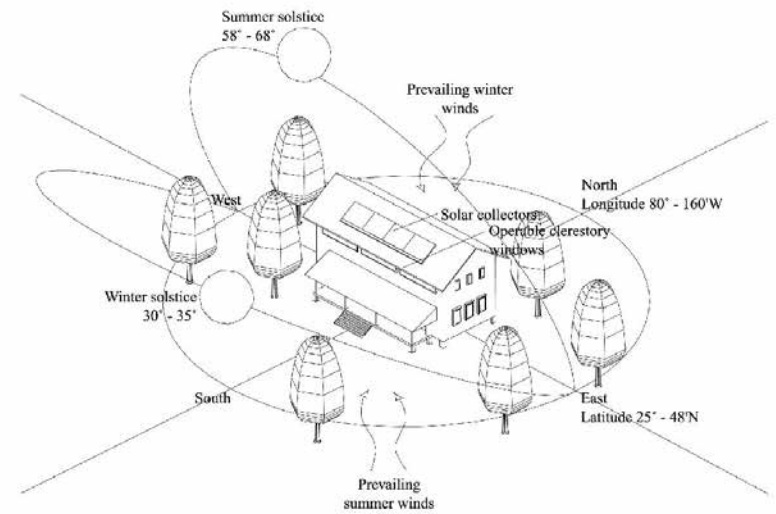 Summer solstice
58˚ - 68˚
Prevailing winter
winds
North
Longitude 80˚ - 160'W
West
Solar collectors
Operable clerestory
windows
Winter solstice
30˚ - 35˚
South
East
Latitude 25˚ - 48'N
Prevailing
summer winds